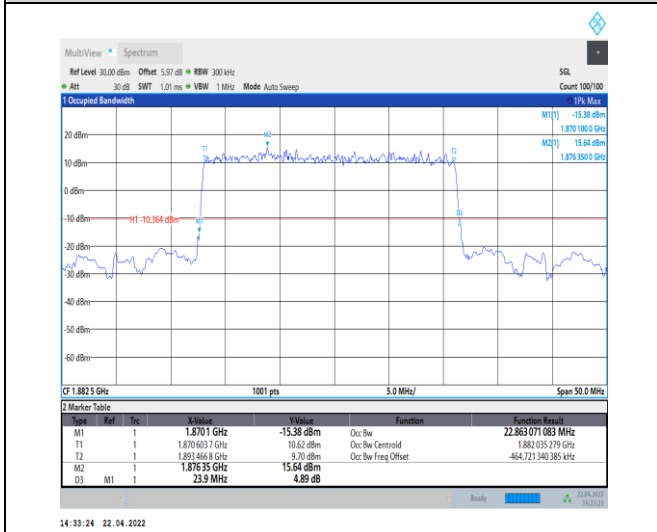 MultiView Spectrum
Ref Level 30.00 dBm Offset 5.97 dB RBW 300 kHz SGL
Att 30 dB SWT 1.01 ms VBW 1 MHz Mode Auto Sweep Count 100/100
1 Occupied Bandwidth 1Pk Max
M1[1] -15.38 dBm
1.870 100 0 GHz
M2[1] 15.64 dBm
1.876 350 0 GHz
20 dBm
M2
T1
T2
10 dBm
0 dBm
D3
-10 dBm
H1 -10.364 dBm
M1
-20 dBm
-30 dBm
-40 dBm
-50 dBm
-60 dBm
CF 1.882 5 GHz 1001 pts 5.0 MHz/ Span 50.0 MHz
2 Marker Table
Type Ref Trc X-Value Y-Value Function Function Result
M1 1 1.8701 GHz -15.38 dBm Occ Bw 22.863 071 083 MHz
T1 1 1.870 603 7 GHz 10.62 dBm Occ Bw Centroid 1.882 035 279 GHz
T2 1 1.893 466 8 GHz 9.70 dBm Occ Bw Freq Offset -464.721 340 385 kHz
M2 1 1.876 35 GHz 15.64 dBm
D3 M1 1 23.9 MHz 4.89 dB
Ready 22.04.2022
14:33:23
14:33:24 22.04.2022